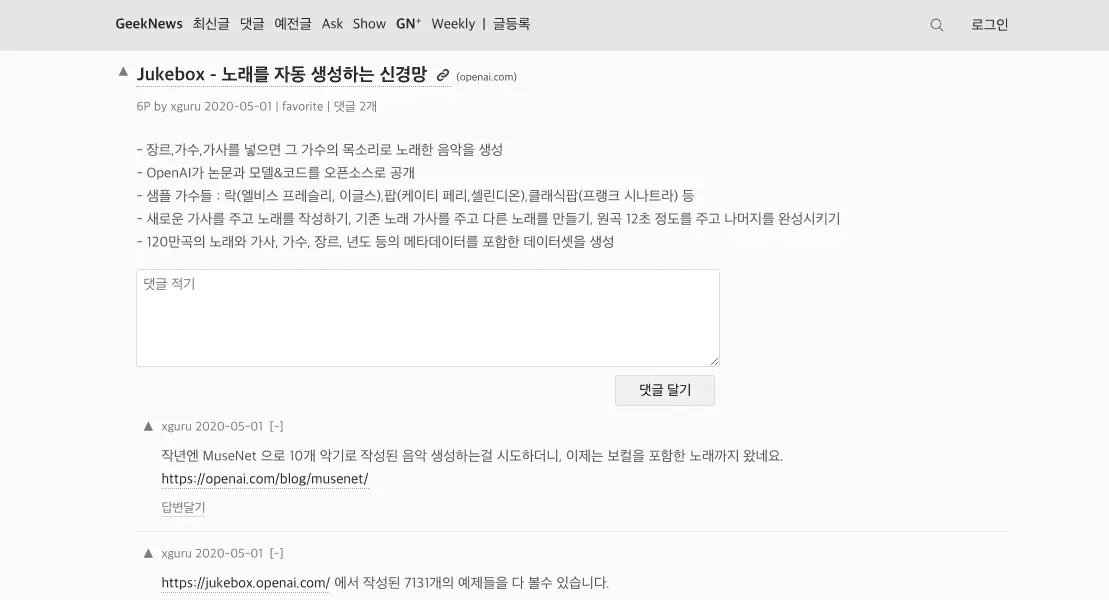 GeekNews 최신글 댓글 예전글 Ask Show GN⁺ Weekly | 글등록 로그인
▲ Jukebox - 노래를 자동 생성하는 신경망 (openai.com)
6P by xguru 2020-05-01 | favorite | 댓글 2개
- 장르,가수,가사를 넣으면 그 가수의 목소리로 노래한 음악을 생성
- OpenAI가 논문과 모델&코드를 오픈소스로 공개
- 샘플 가수들 : 락(엘비스 프레슬리, 이글스),팝(케이티 페리,셀린디온),클래식팝(프랭크 시나트라) 등
- 새로운 가사를 주고 노래를 작성하기, 기존 노래 가사를 주고 다른 노래를 만들기, 원곡 12초 정도를 주고 나머지를 완성시키기
- 120만곡의 노래와 가사, 가수, 장르, 년도 등의 메타데이터를 포함한 데이터셋을 생성
댓글 적기
댓글 달기
▲ xguru 2020-05-01 [-]
작년엔 MuseNet 으로 10개 악기로 작성된 음악 생성하는걸 시도하더니, 이제는 보컬을 포함한 노래까지 왔네요.
https://openai.com/blog/musenet/
답변달기
▲ xguru 2020-05-01 [-]
https://jukebox.openai.com/ 에서 작성된 7131개의 예제들을 다 볼수 있습니다.